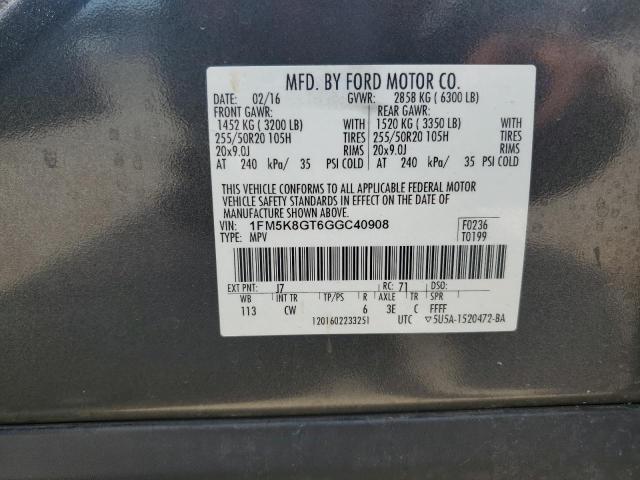 MFD. BY FORD MOTOR CO.
DATE: 02/16 GVWR: 2858 KG ( 6300 LB)
FRONT GAWR: REAR GAWR:
1452 KG ( 3200 LB) WITH 1520 KG ( 3350 LB) WITH
255/50R20 105H TIRES 255/50R20 105H TIRES
20x9.0J RIMS 20x9.0J RIMS
AT 240 kPa/ 35 PSI COLD AT 240 kPa/ 35 PSI COLD
THIS VEHICLE CONFORMS TO ALL APPLICABLE FEDERAL MOTOR
VEHICLE SAFETY STANDARDS IN EFFECT ON THE DATE OF
MANUFACTURE SHOWN ABOVE.
VIN: 1FM5K8GT6GGC40908 F0236
TYPE: MPV T0199
EXT PNT: J7 RC: 71 DSO:
WB INT TR TP/PS R AXLE TR SPR
113 CW 6 3E C FFFF
1201602233251 UTC ▽5U5A-1520472-BA